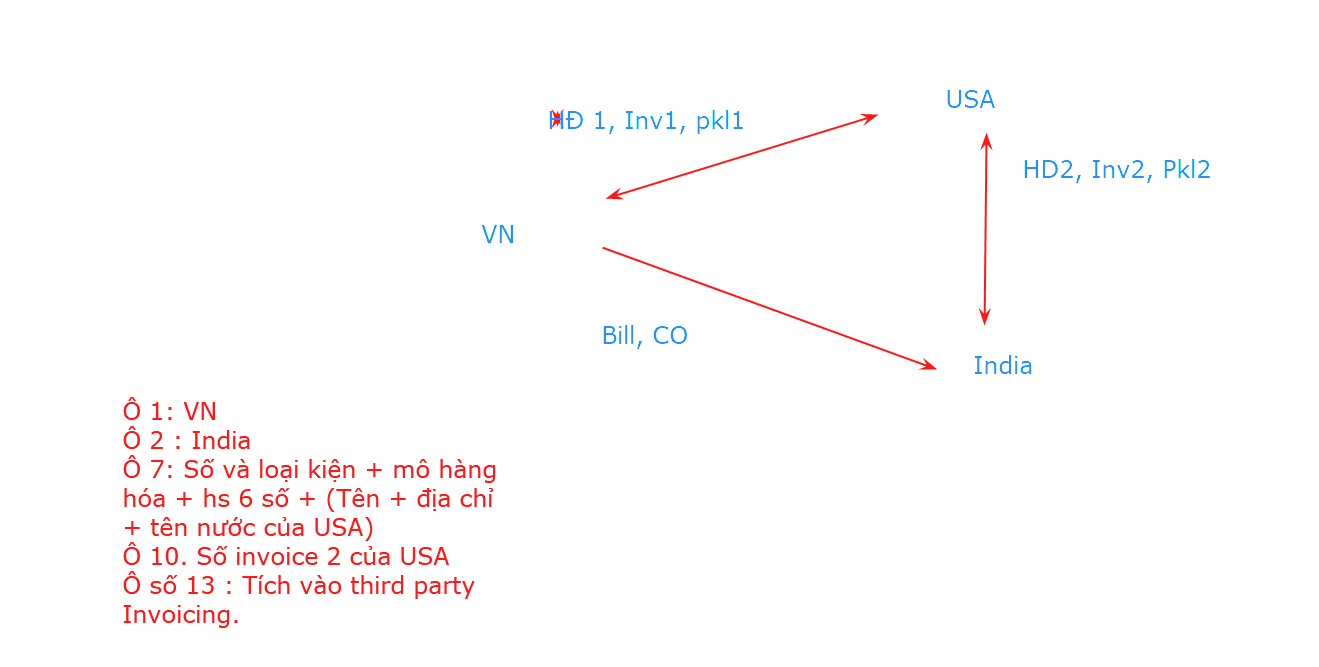 USA
HĐ 1, Inv1, pkl1
HD2, Inv2, Pkl2
VN
Bill, CO
India
Ô 1: VN
Ô 2 : India
Ô 7: Số và loại kiện + mô hàng
hóa + hs 6 số + (Tên + địa chỉ
+ tên nước của USA)
Ô 10. Số invoice 2 của USA
Ô số 13 : Tích vào third party
Invoicing.